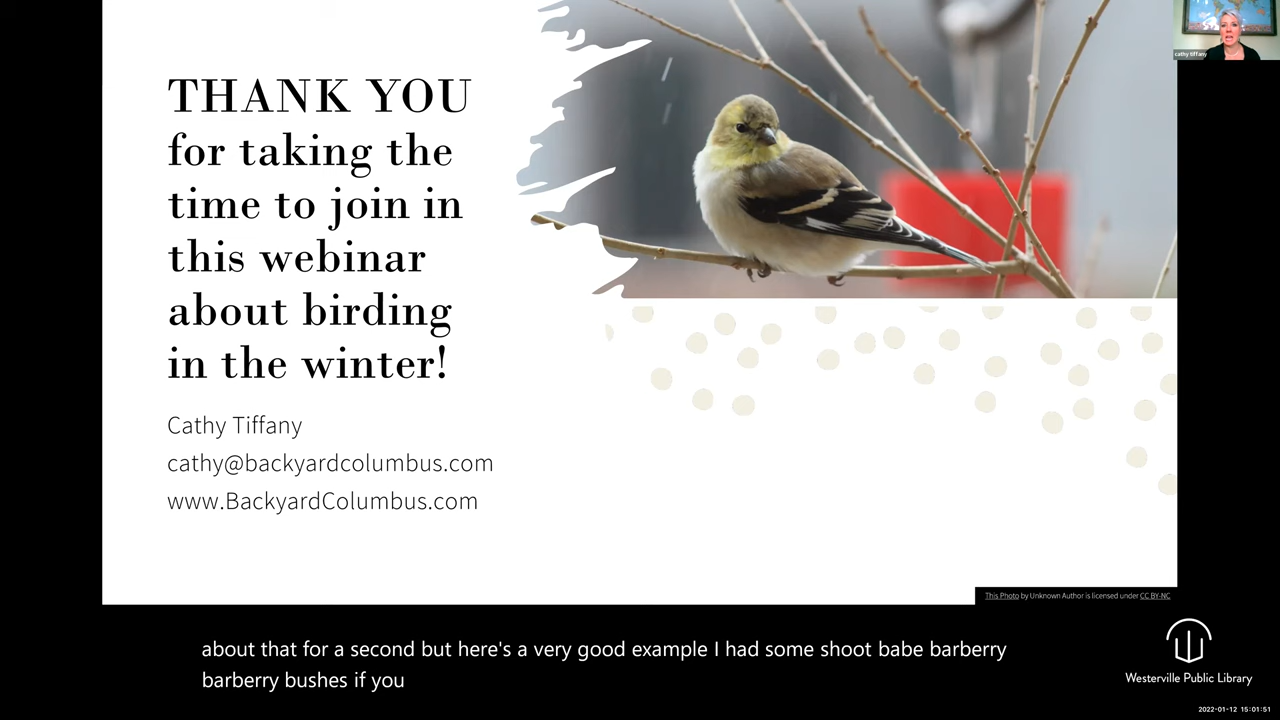 THANK YOU
for taking the
time to join in
this webinar
about birding
in the winter!
Cathy Tiffany
cathy@backyardcolumbus.com
www.BackyardColumbus.com
cathy tiffany
This Photo by Unknown Author is licensed under CC BY-NC
about that for a second but here's a very good example I had some shoot babe barberry
barberry bushes if you
Westerville Public Library
2022-01-12 15:01:51